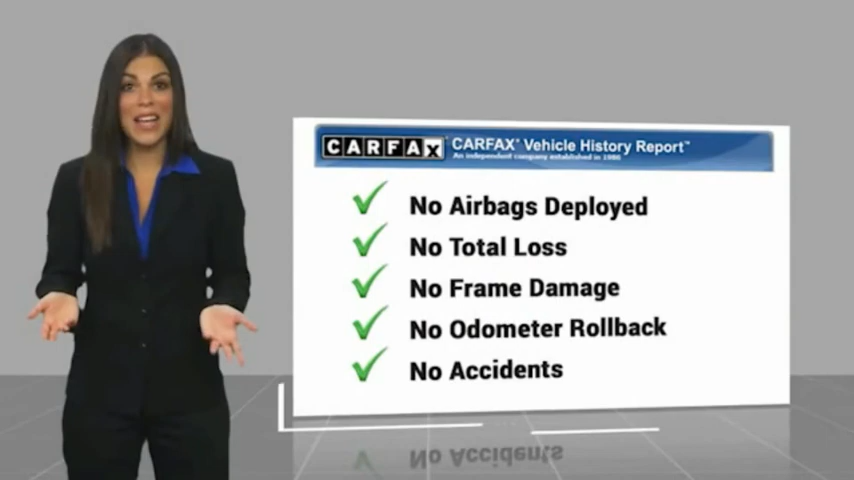 CARFAX CARFAX® Vehicle History Report™
An independent company established in 1986
No Airbags Deployed
No Total Loss
No Frame Damage
No Odometer Rollback
No Accidents
No Accidents